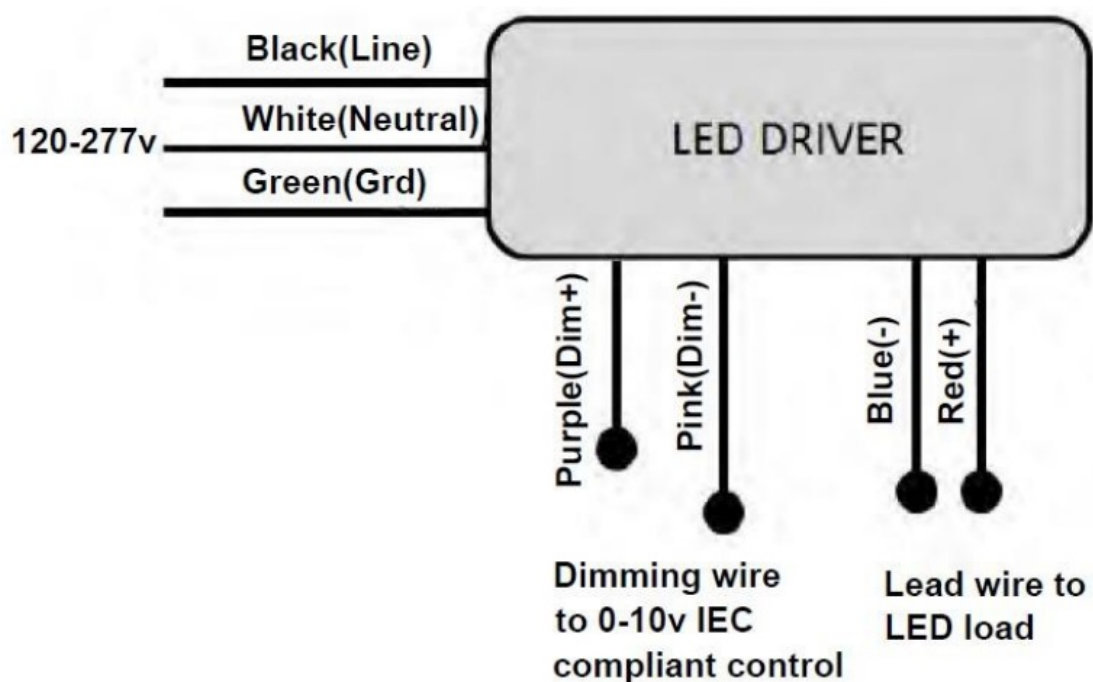 Black(Line)
White(Neutral)
120-277v
Green(Grd)
LED DRIVER
Purple(Dim+)
Pink(Dim-)
Blue(-)
Red(+)
Dimming wire
to 0-10v IEC
compliant control
Lead wire to
LED load